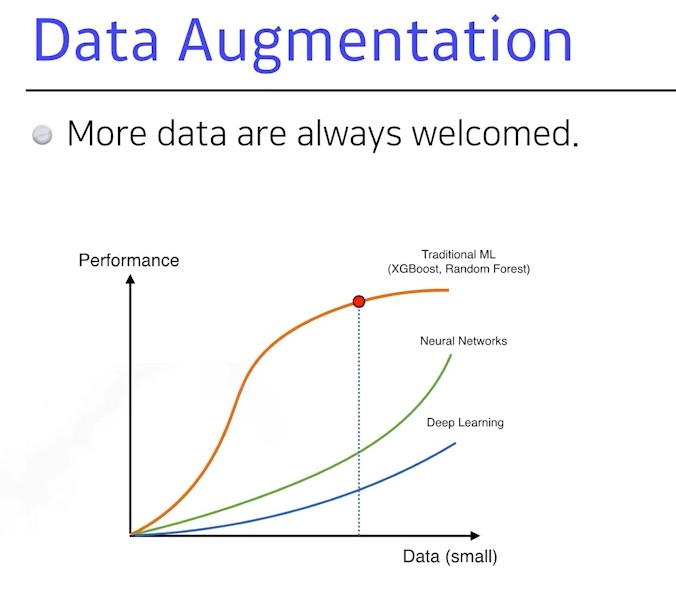 Data Augmentation
More data are always welcomed.
Performance
Traditional ML
(XGBoost, Random Forest)
Neural Networks
Deep Learning
Data (small)